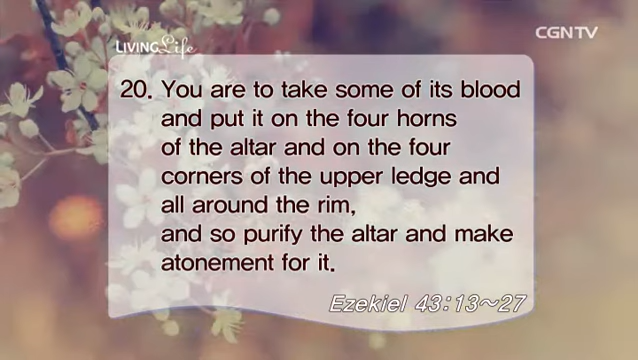 LIVING Life
CGNTV
20. You are to take some of its blood
and put it on the four horns
of the altar and on the four
corners of the upper ledge and
all around the rim,
and so purify the altar and make
atonement for it.
Ezekiel 43:13~27